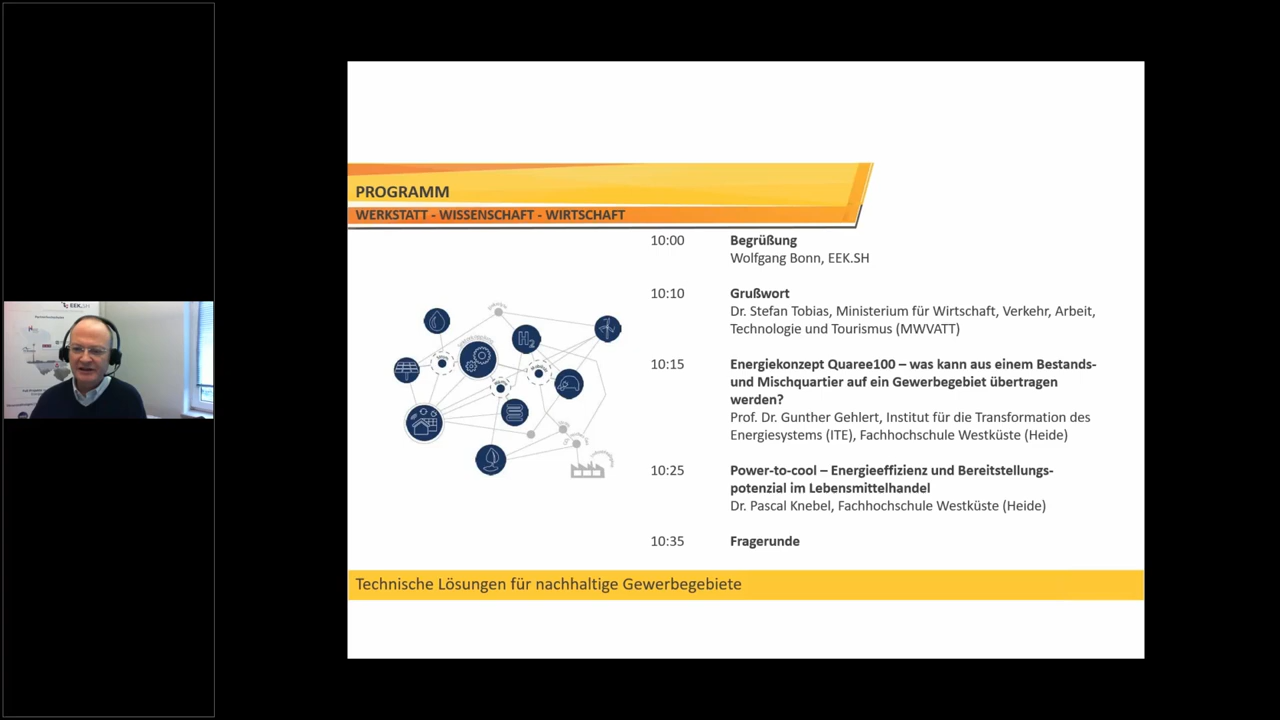 EEK.SH
PROGRAMM
WERKSTATT - WISSENSCHAFT - WIRTSCHAFT
10:00 Begrüßung
Wolfgang Bonn, EEK.SH
10:10 Grußwort
Dr. Stefan Tobias, Ministerium für Wirtschaft, Verkehr, Arbeit,
Technologie und Tourismus (MWVATT)
10:15 Energiekonzept Quaree100 – was kann aus einem Bestands-
und Mischquartier auf ein Gewerbegebiet übertragen
werden?
Prof. Dr. Gunther Gehlert, Institut für die Transformation des
Energiesystems (ITE), Fachhochschule Westküste (Heide)
10:25 Power-to-cool – Energieeffizienz und Bereitstellungs-
potenzial im Lebensmittelhandel
Dr. Pascal Knebel, Fachhochschule Westküste (Heide)
10:35 Fragerunde
H2
Technische Lösungen für nachhaltige Gewerbegebiete